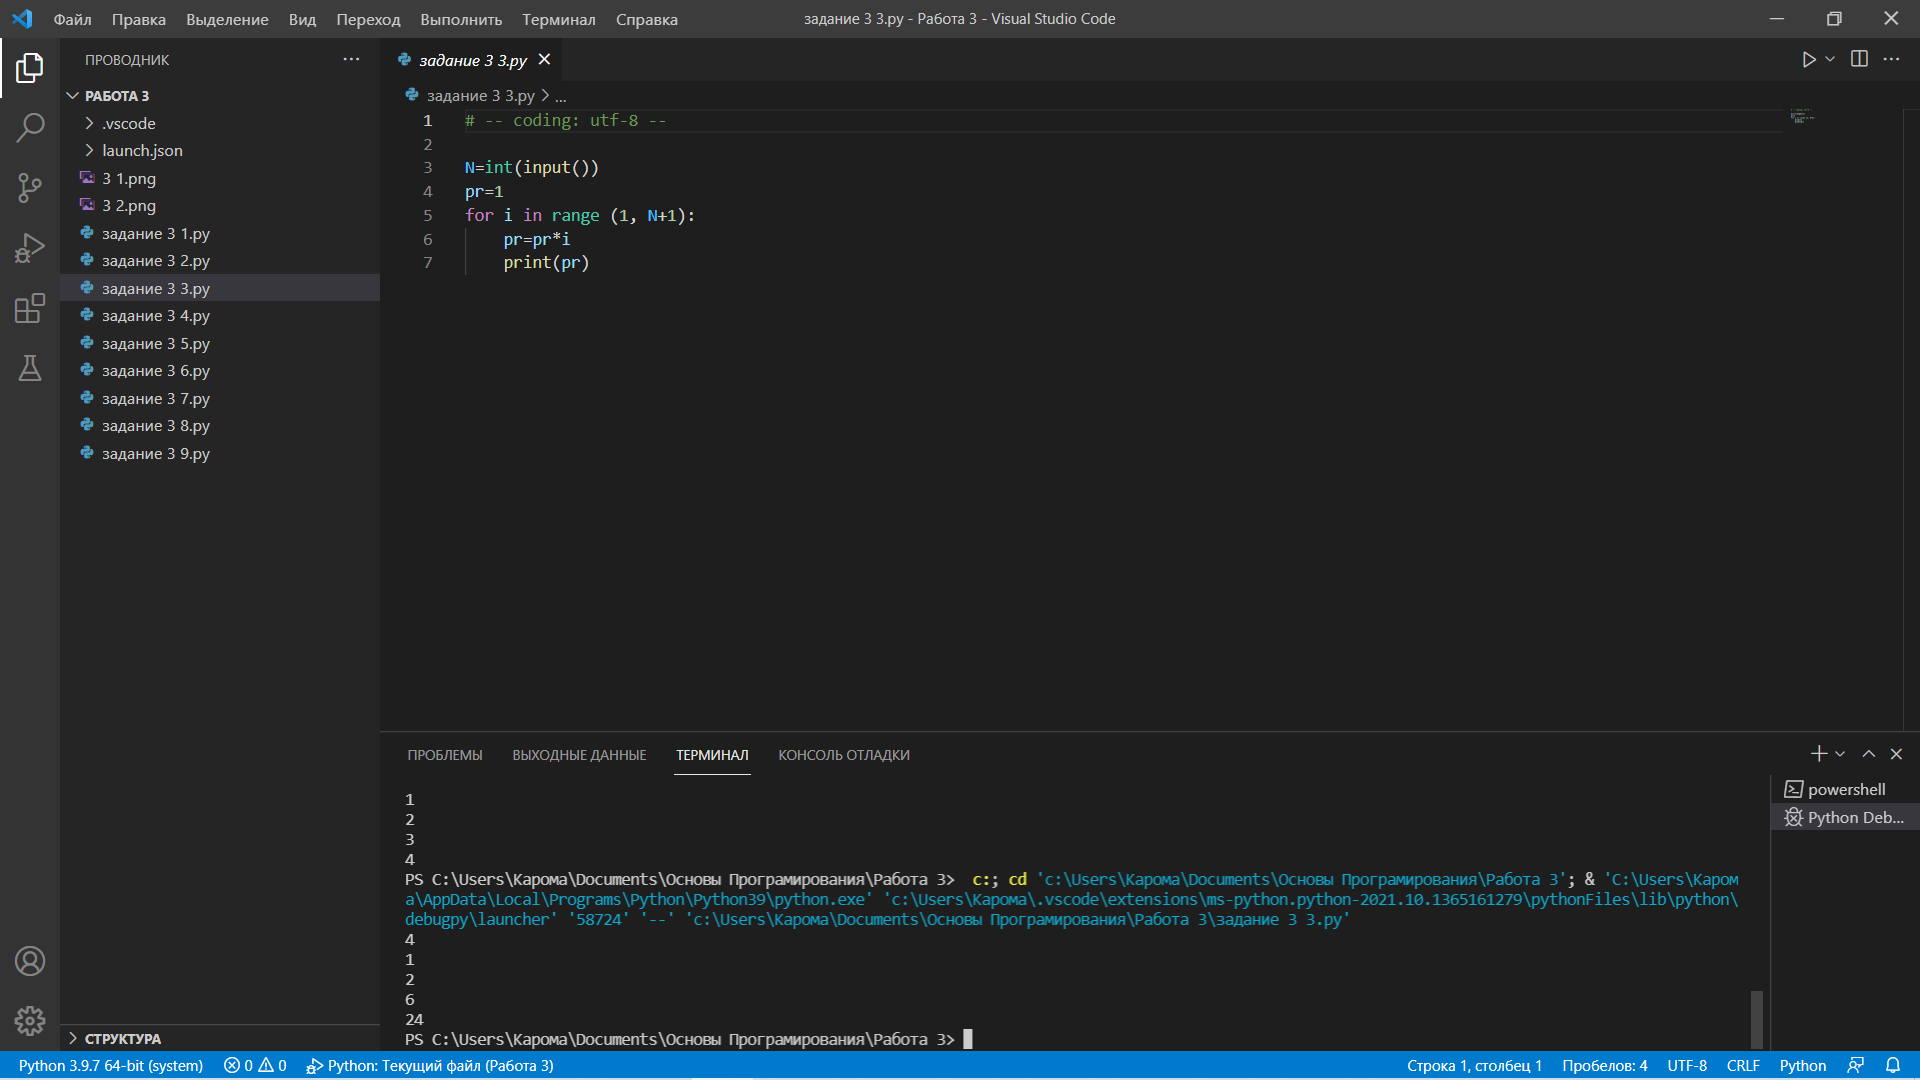 Файл Правка Выделение Вид Переход Выполнить Терминал Справка
задание 3 3.py - Работа 3 - Visual Studio Code
ПРОВОДНИК
РАБОТА 3
.vscode
launch.json
3 1.png
3 2.png
задание 3 1.py
задание 3 2.py
задание 3 3.py
задание 3 4.py
задание 3 5.py
задание 3 6.py
задание 3 7.py
задание 3 8.py
задание 3 9.py
СТРУКТУРА
задание 3 3.py
задание 3 3.py > ...
1 # -- coding: utf-8 --
2
3 N=int(input())
4 pr=1
5 for i in range (1, N+1):
6 pr=pr*i
7 print(pr)
ПРОБЛЕМЫ ВЫХОДНЫЕ ДАННЫЕ ТЕРМИНАЛ КОНСОЛЬ ОТЛАДКИ
1
2
3
4
PS C:\Users\Карома\Documents\Основы Програмирования\Работа 3>  c:; cd 'c:\Users\Карома\Documents\Основы Програмирования\Работа 3'; & 'C:\Users\Каром
а\AppData\Local\Programs\Python\Python39\python.exe' 'c:\Users\Карома\.vscode\extensions\ms-python.python-2021.10.1365161279\pythonFiles\lib\python\
debugpy\launcher' '58724' '--' 'c:\Users\Карома\Documents\Основы Програмирования\Работа 3\задание 3 3.py'
4
1
2
6
24
PS C:\Users\Карома\Documents\Основы Програмирования\Работа 3>
powershell
Python Deb...
Python 3.9.7 64-bit (system) 0 0 Python: Текущий файл (Работа 3)
Строка 1, столбец 1 Пробелов: 4 UTF-8 CRLF Python